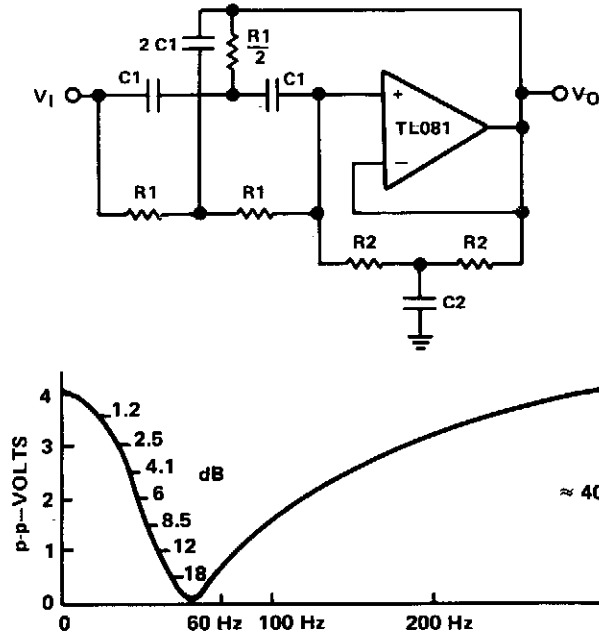 2 C1
R1
2
C1
C1
VI
+
TL081
−
VO
R1
R1
R2
R2
C2
p-p—VOLTS
4
3
2
1
0
1.2
2.5
4.1
6
8.5
12
18
dB
≈ 40
0
60 Hz
100 Hz
200 Hz